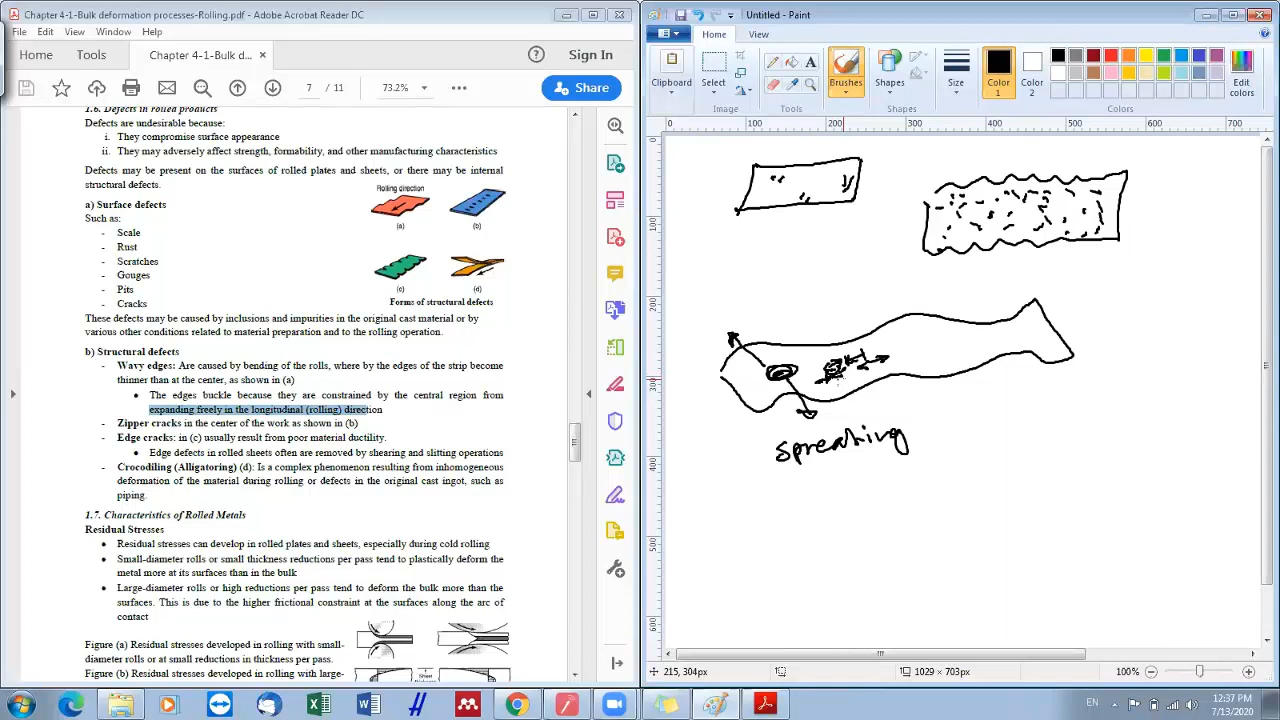 Chapter 4-1-Bulk deformation processes-Rolling.pdf - Adobe Acrobat Reader DC
File Edit View Window Help
Home Tools Chapter 4-1-Bulk d... × Sign In
7 / 11 73.2% Share
1.6. Defects in rolled products
Defects are undesirable because:
i. They compromise surface appearance
ii. They may adversely affect strength, formability, and other manufacturing characteristics
Defects may be present on the surfaces of rolled plates and sheets, or there may be internal
structural defects.
a) Surface defects
Such as:
- Scale
- Rust
- Scratches
- Gouges
- Pits
- Cracks
Rolling direction
(a) (b)
(c) (d)
Forms of structural defects
These defects may be caused by inclusions and impurities in the original cast material or by
various other conditions related to material preparation and to the rolling operation.
b) Structural defects
- Wavy edges: Are caused by bending of the rolls, where by the edges of the strip become
thinner than at the center, as shown in (a)
• The edges buckle because they are constrained by the central region from
expanding freely in the longitudinal (rolling) direction
- Zipper cracks in the center of the work as shown in (b)
- Edge cracks: in (c) usually result from poor material ductility.
• Edge defects in rolled sheets often are removed by shearing and slitting operations
- Crocodiling (Alligatoring) (d): Is a complex phenomenon resulting from inhomogeneous
deformation of the material during rolling or defects in the original cast ingot, such as
piping.
1.7. Characteristics of Rolled Metals
Residual Stresses
• Residual stresses can develop in rolled plates and sheets, especially during cold rolling
• Small-diameter rolls or small thickness reductions per pass tend to plastically deform the
metal more at its surfaces than in the bulk
• Large-diameter rolls or high reductions per pass tend to deform the bulk more than the
surfaces. This is due to the higher frictional constraint at the surfaces along the arc of
contact
Figure (a) Residual stresses developed in rolling with small-
diameter rolls or at small reductions in thickness per pass.
Figure (b) Residual stresses developed in rolling with large-
Untitled - Paint
Home View
Clipboard Select Brushes Shapes Size Color 1 Color 2 Edit colors
Image Tools Shapes Colors
0 100 200 300 400 500 600 700
0
100
200
300
400
500
600
spreading
215, 304px 1029 × 703px 100%
EN 12:37 PM
7/13/2020